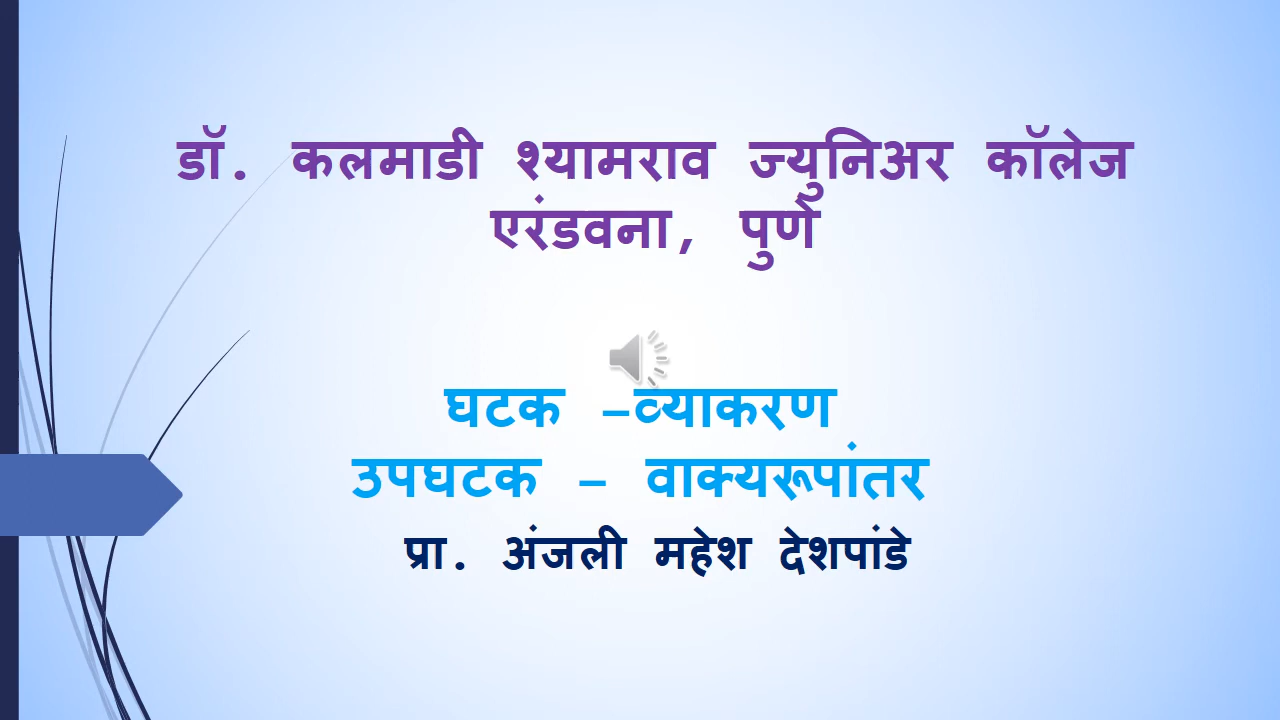 डॉ. कलमाडी श्यामराव ज्युनिअर कॉलेज
एरंडवना, पुणे
घटक –व्याकरण
उपघटक – वाक्यरूपांतर
प्रा. अंजली महेश देशपांडे